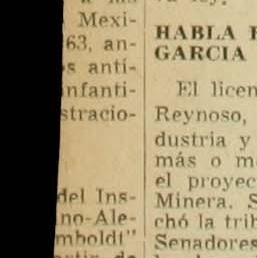 Mexi-
63, an-
s anti-
infanti-
stracio-
del Ins-
no-Ale-
mboldt"
HABLA
GARCIA
El licen
Reynoso,
dustria y
más o m
el proyec
Minera. S
chó la trib
Senadores